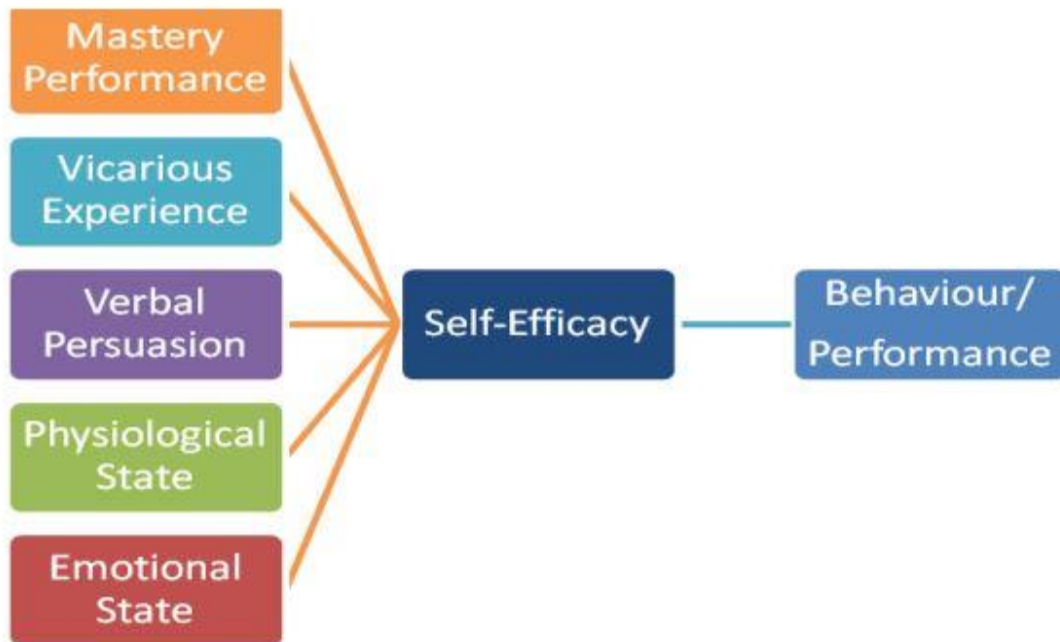 Mastery
Performance
Vicarious
Experience
Verbal
Persuasion
Physiological
State
Emotional
State
Self-Efficacy
Behaviour/
Performance